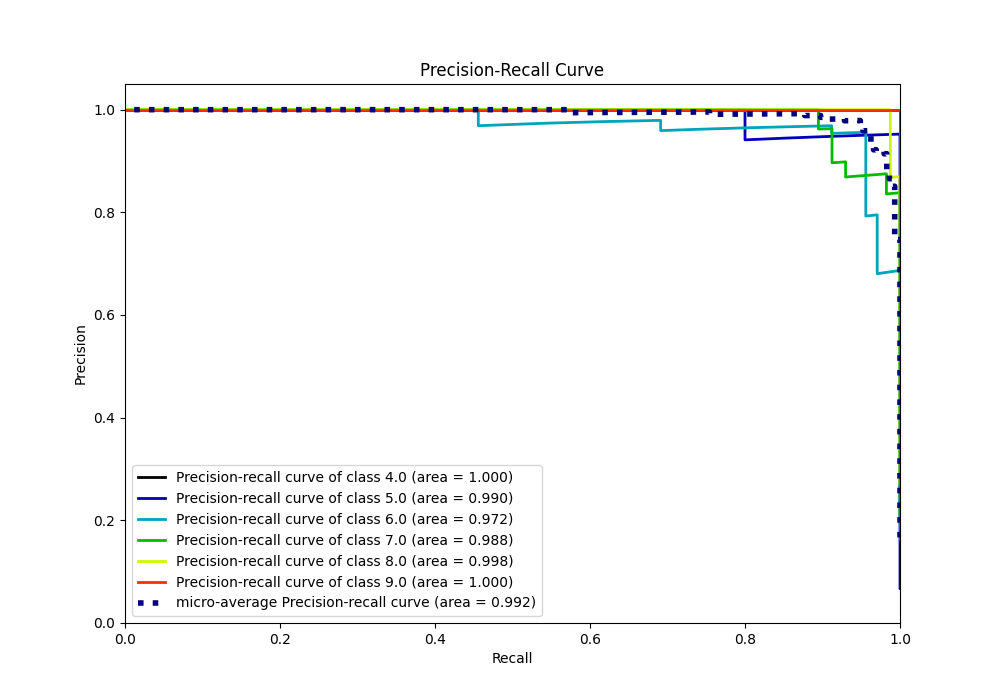 Precision-Recall Curve
1.0
0.8
0.6
0.4
0.2
0.0
Precision
Precision-recall curve of class 4.0 (area = 1.000)
Precision-recall curve of class 5.0 (area = 0.990)
Precision-recall curve of class 6.0 (area = 0.972)
Precision-recall curve of class 7.0 (area = 0.988)
Precision-recall curve of class 8.0 (area = 0.998)
Precision-recall curve of class 9.0 (area = 1.000)
micro-average Precision-recall curve (area = 0.992)
0.0 0.2 0.4 0.6 0.8 1.0
Recall